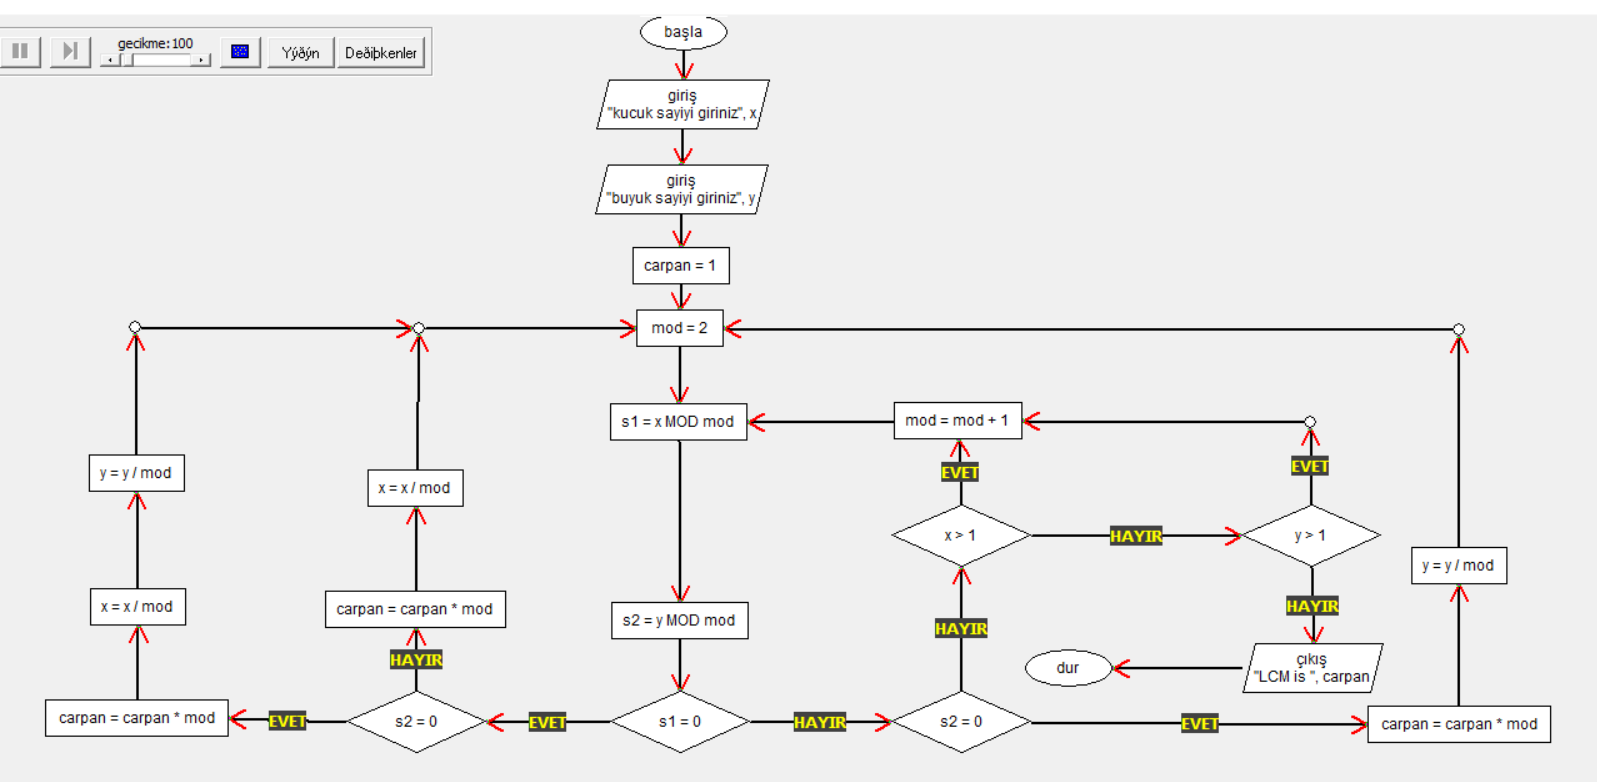 gecikme:100
Yýðýn
Deðiþkenler
başla
giriş
"kucuk sayiyi giriniz", x
giriş
"buyuk sayiyi giriniz", y
carpan = 1
mod = 2
s1 = x MOD mod
mod = mod + 1
y = y / mod
x = x / mod
EVET
EVET
x > 1
HAYIR
y > 1
y = y / mod
x = x / mod
carpan = carpan * mod
s2 = y MOD mod
HAYIR
HAYIR
HAYIR
çıkış
"LCM is ", carpan
dur
carpan = carpan * mod
EVET
s2 = 0
EVET
s1 = 0
HAYIR
s2 = 0
EVET
carpan = carpan * mod